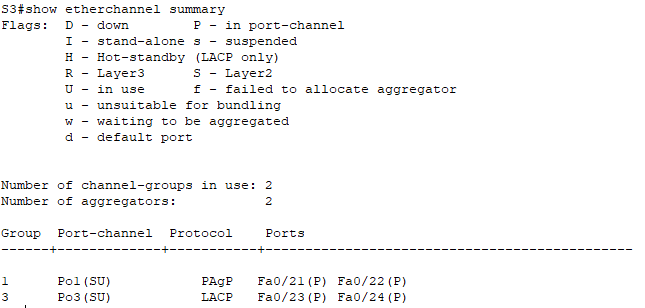 S3#show etherchannel summary
Flags:  D - down        P - in port-channel
        I - stand-alone s - suspended
        H - Hot-standby (LACP only)
        R - Layer3      S - Layer2
        U - in use      f - failed to allocate aggregator
        u - unsuitable for bundling
        w - waiting to be aggregated
        d - default port
Number of channel-groups in use: 2
Number of aggregators:           2
Group  Port-channel  Protocol    Ports
------+-------------+-----------+----------------------------------------------
1      Po1(SU)           PAgP   Fa0/21(P) Fa0/22(P)
3      Po3(SU)           LACP   Fa0/23(P) Fa0/24(P)